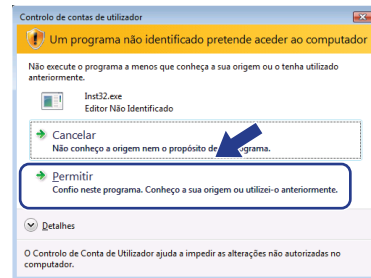 Controlo de contas de utilizador
Um programa não identificado pretende aceder ao computador
Não execute o programa a menos que conheça a sua origem ou o tenha utilizado
anteriormente.
Inst32.exe
Editor Não Identificado
Cancelar
Não conheço a origem nem o propósito de
Permitir
Confio neste programa. Conheço a sua origem ou utilizei-o anteriormente.
Detalhes
O Controlo de Conta de Utilizador ajuda a impedir as alterações não autorizadas no
computador.